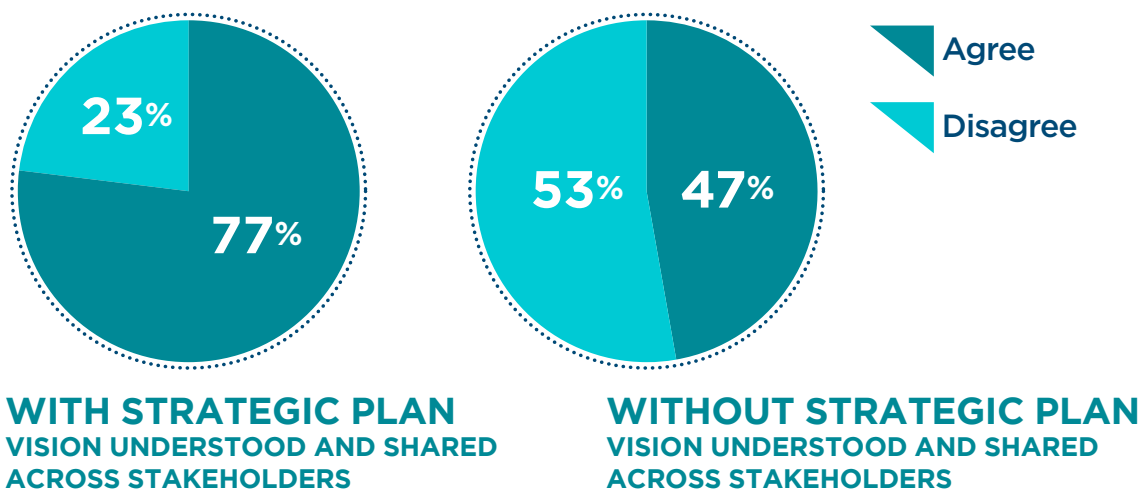 23%
77%
53%
47%
Agree
Disagree
WITH STRATEGIC PLAN
VISION UNDERSTOOD AND SHARED
ACROSS STAKEHOLDERS
WITHOUT STRATEGIC PLAN
VISION UNDERSTOOD AND SHARED
ACROSS STAKEHOLDERS